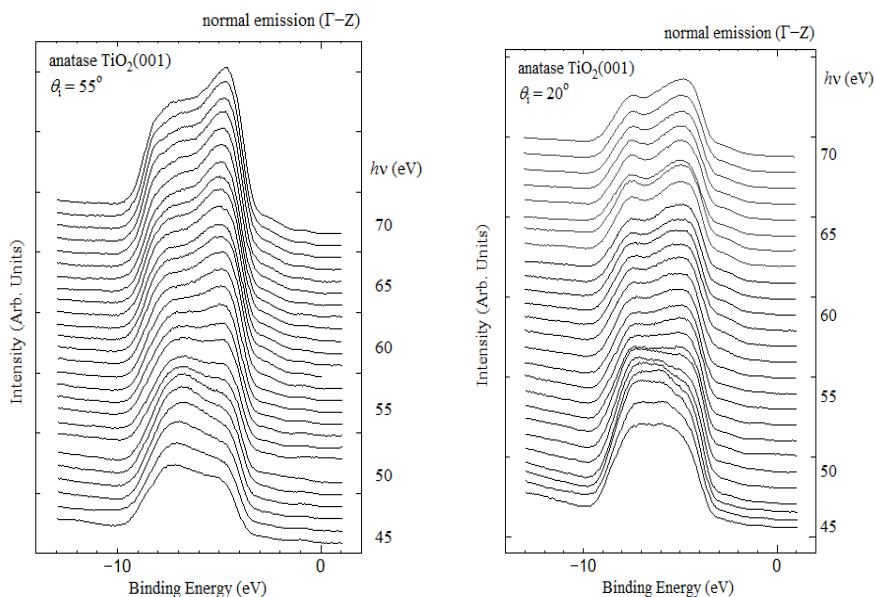 normal emission (Γ−Z)
anatase TiO₂(001)
θᵢ = 55°
hν (eV)
70
65
60
55
50
45
Intensity (Arb. Units)
−10
0
Binding Energy (eV)
normal emission (Γ−Z)
anatase TiO₂(001)
θᵢ = 20°
hν (eV)
70
65
60
55
50
45
Intensity (Arb. Units)
−10
0
Binding Energy (eV)